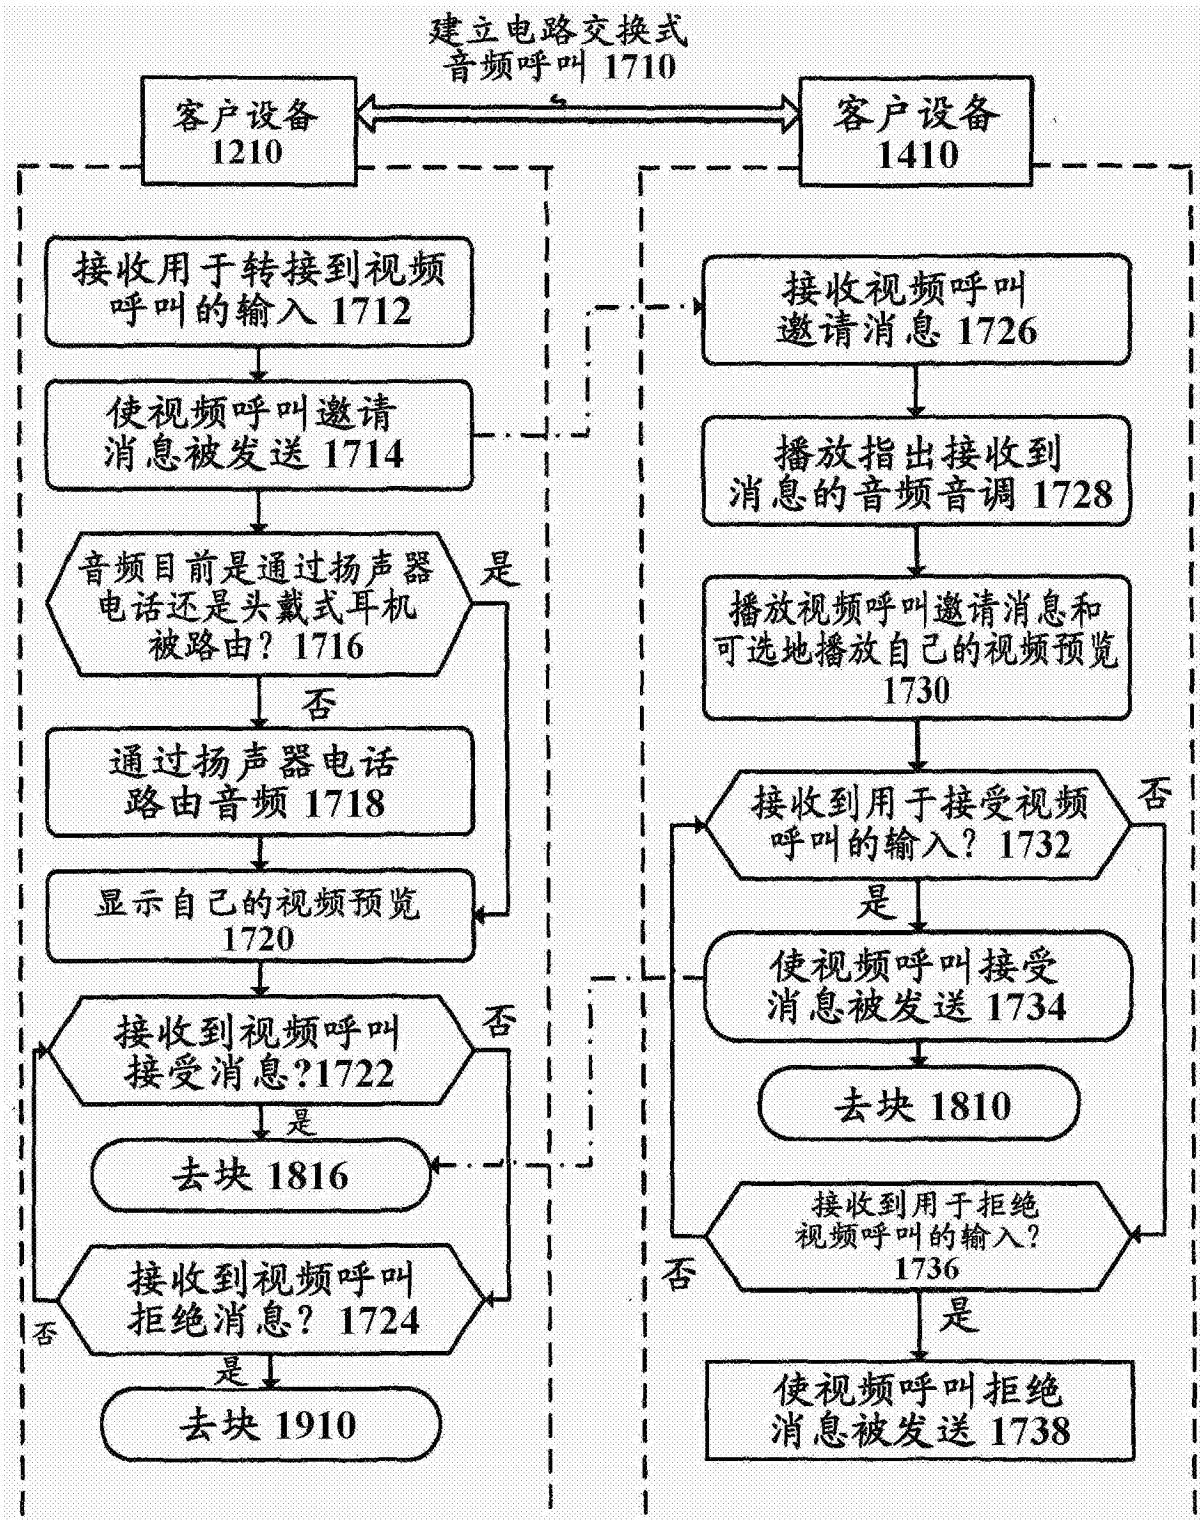 建立电路交换式
音频呼叫 1710
客户设备
1210
客户设备
1410
接收用于转接到视频
呼叫的输入 1712
使视频呼叫邀请
消息被发送 1714
音频目前是通过扬声器
电话还是头戴式耳机
被路由？1716
是
否
通过扬声器电话
路由音频 1718
显示自己的视频预览
1720
接收到视频呼叫
接受消息?1722
否
是
去块 1816
接收到视频呼叫
拒绝消息？1724
否
是
去块 1910
接收视频呼叫
邀请消息 1726
播放指出接收到
消息的音频音调 1728
播放视频呼叫邀请消息和
可选地播放自己的视频预览
1730
接收到用于接受视频
呼叫的输入？1732
否
是
使视频呼叫接受
消息被发送 1734
去块 1810
接收到用于拒绝
视频呼叫的输入？
1736
否
是
使视频呼叫拒绝
消息被发送 1738